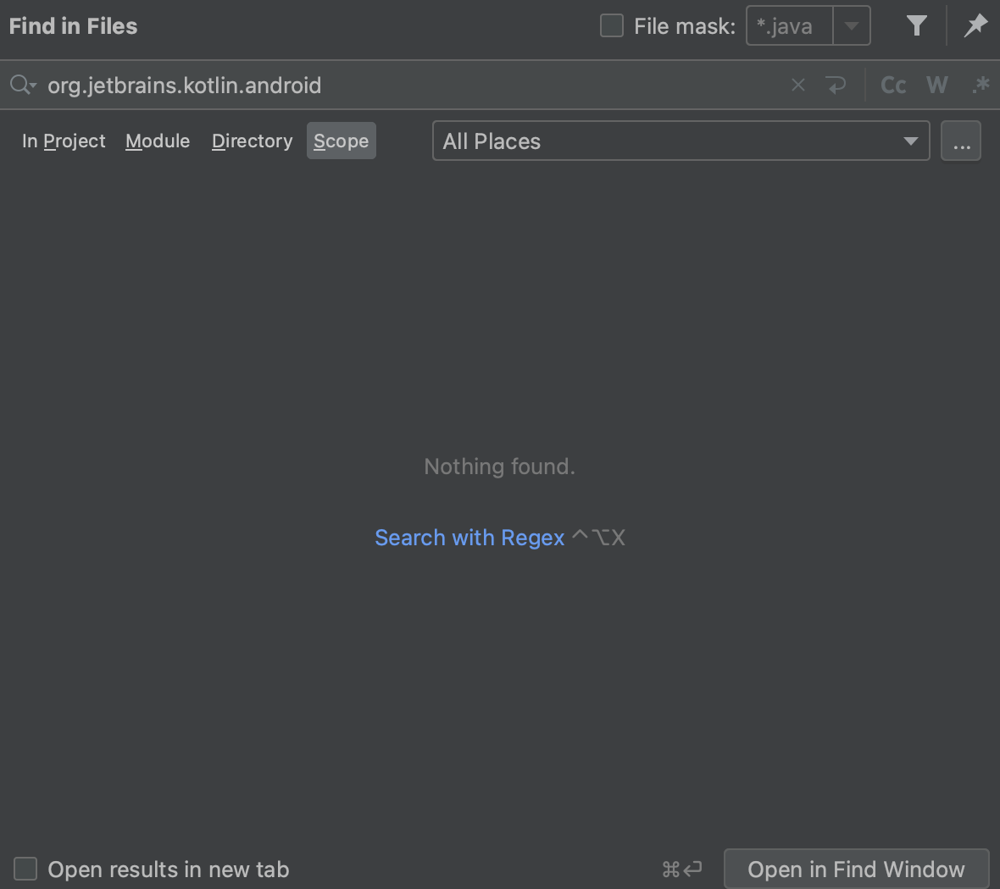 Find in Files File mask: *.java
org.jetbrains.kotlin.android Cc W .*
In Project Module Directory Scope All Places ...
Nothing found.
Search with Regex ^⌥X
Open results in new tab ⌘↩ Open in Find Window